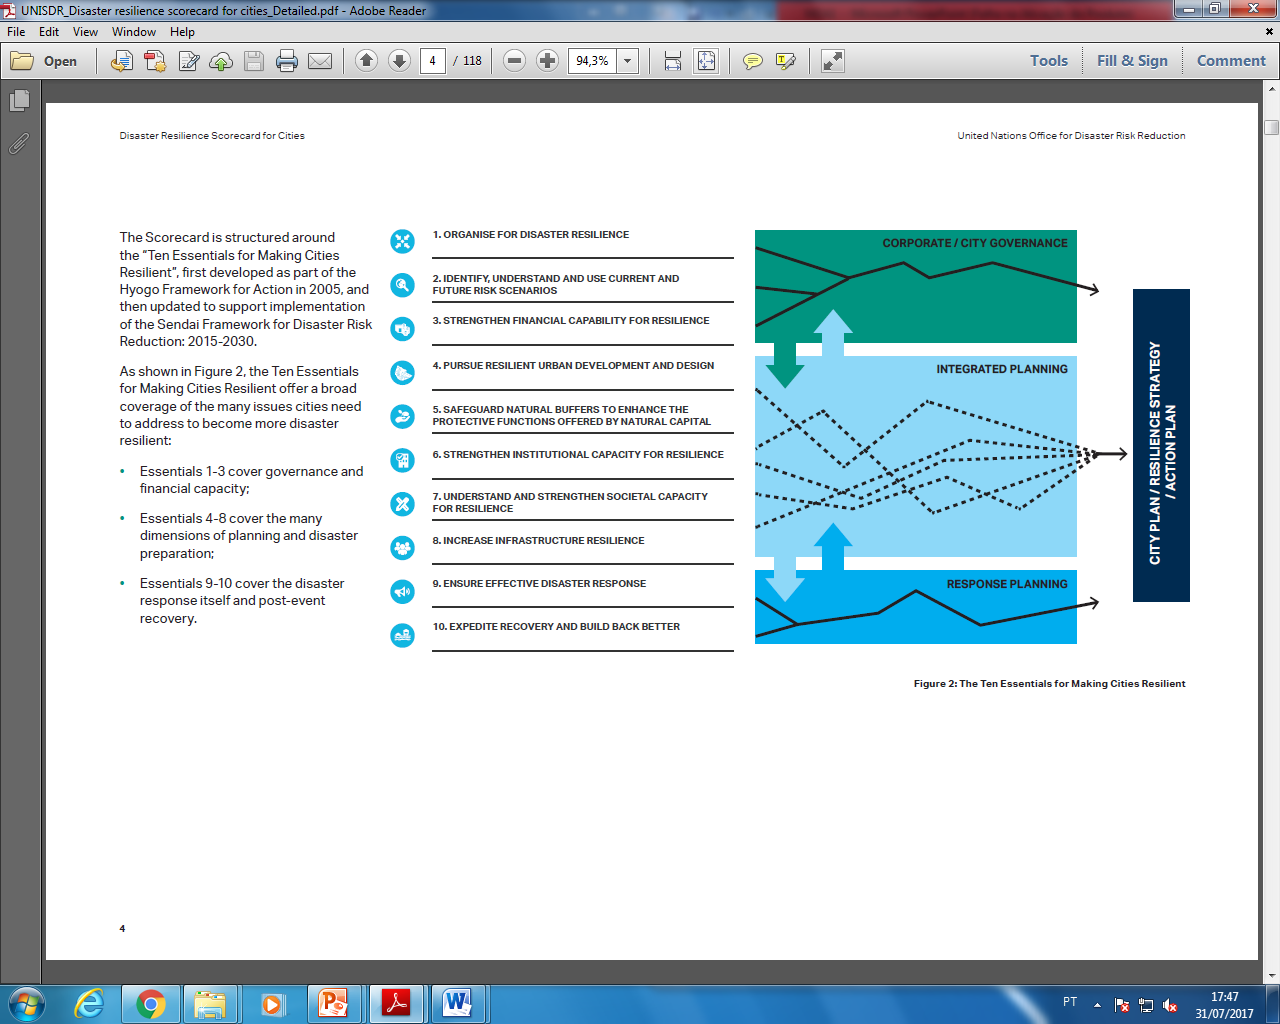 UNISDR_Disaster resilience scorecard for cities_Detailed.pdf - Adobe Reader
File Edit View Window Help
Open 4 / 118 94,3% Tools Fill & Sign Comment
Disaster Resilience Scorecard for Cities
United Nations Office for Disaster Risk Reduction
The Scorecard is structured around
the “Ten Essentials for Making Cities
Resilient”, first developed as part of the
Hyogo Framework for Action in 2005, and
then updated to support implementation
of the Sendai Framework for Disaster Risk
Reduction: 2015-2030.
As shown in Figure 2, the Ten Essentials
for Making Cities Resilient offer a broad
coverage of the many issues cities need
to address to become more disaster
resilient:
• Essentials 1-3 cover governance and
financial capacity;
• Essentials 4-8 cover the many
dimensions of planning and disaster
preparation;
• Essentials 9-10 cover the disaster
response itself and post-event
recovery.
1. ORGANISE FOR DISASTER RESILIENCE
2. IDENTIFY, UNDERSTAND AND USE CURRENT AND
FUTURE RISK SCENARIOS
3. STRENGTHEN FINANCIAL CAPABILITY FOR RESILIENCE
4. PURSUE RESILIENT URBAN DEVELOPMENT AND DESIGN
5. SAFEGUARD NATURAL BUFFERS TO ENHANCE THE
PROTECTIVE FUNCTIONS OFFERED BY NATURAL CAPITAL
6. STRENGTHEN INSTITUTIONAL CAPACITY FOR RESILIENCE
7. UNDERSTAND AND STRENGTHEN SOCIETAL CAPACITY
FOR RESILIENCE
8. INCREASE INFRASTRUCTURE RESILIENCE
9. ENSURE EFFECTIVE DISASTER RESPONSE
10. EXPEDITE RECOVERY AND BUILD BACK BETTER
CORPORATE / CITY GOVERNANCE
INTEGRATED PLANNING
RESPONSE PLANNING
CITY PLAN / RESILIENCE STRATEGY
/ ACTION PLAN
Figure 2: The Ten Essentials for Making Cities Resilient
4
PT
17:47
31/07/2017